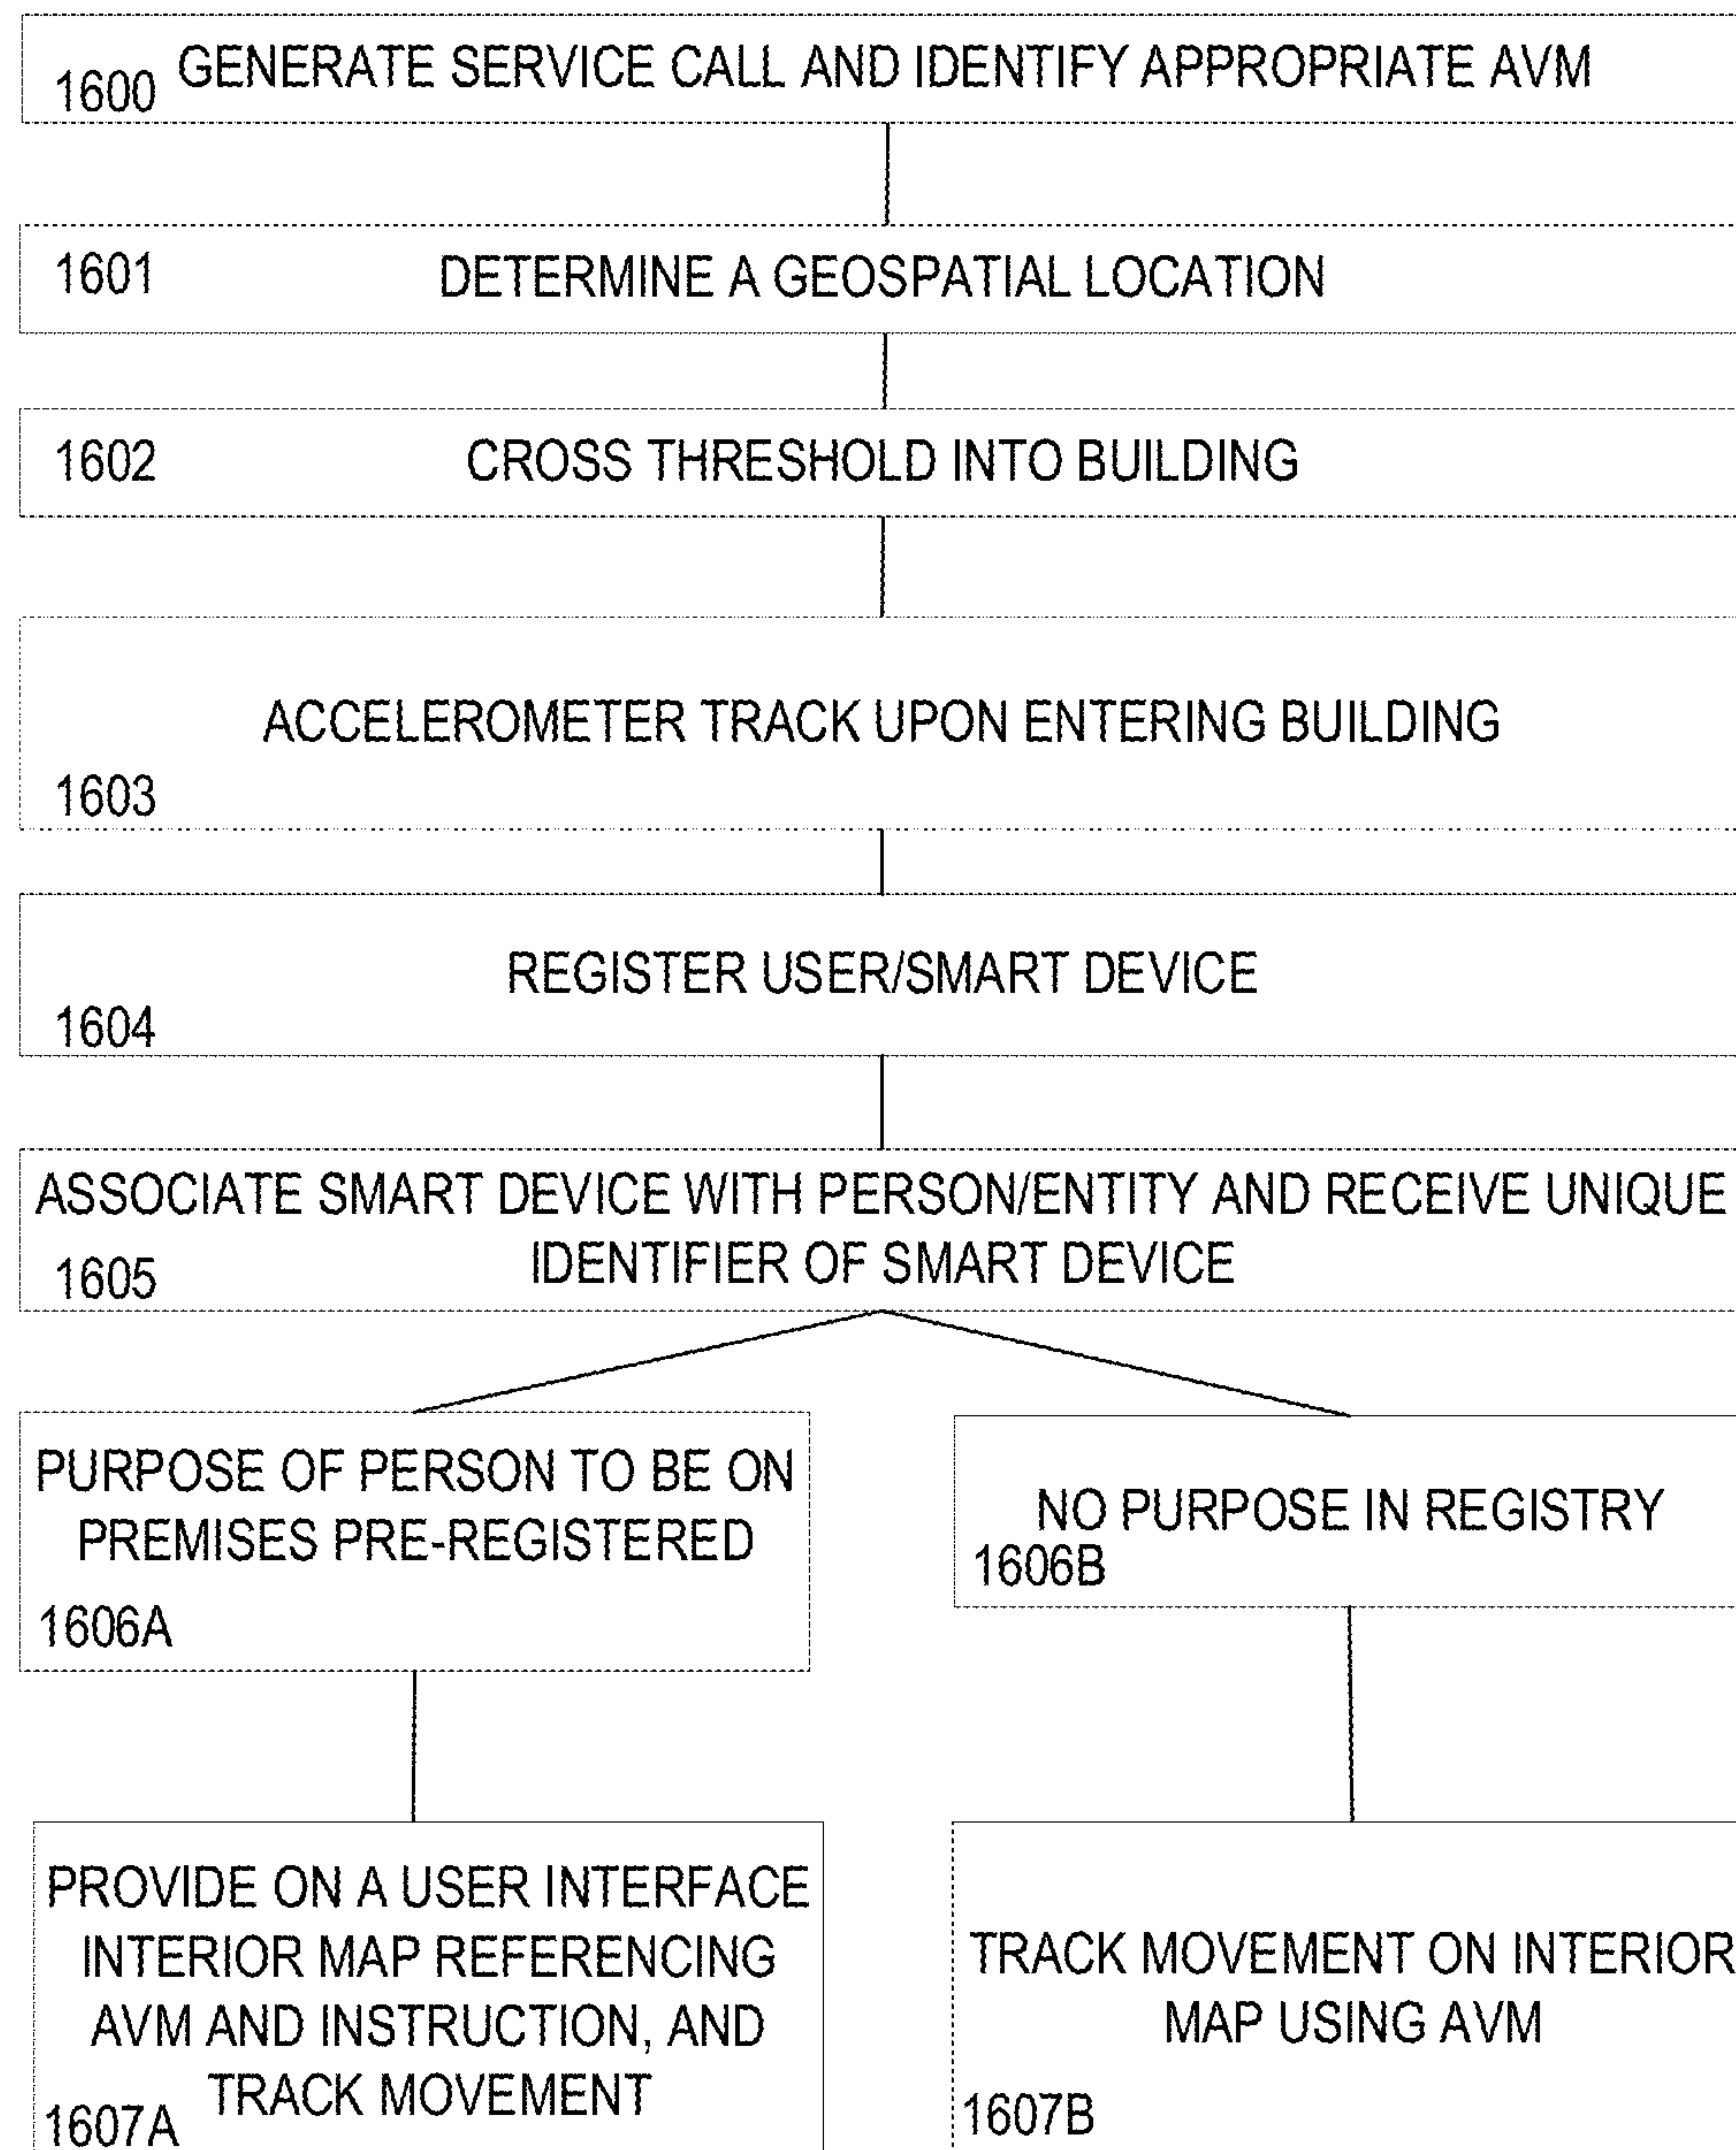 1600 GENERATE SERVICE CALL AND IDENTIFY APPROPRIATE AVM
1601 DETERMINE A GEOSPATIAL LOCATION
1602 CROSS THRESHOLD INTO BUILDING
ACCELEROMETER TRACK UPON ENTERING BUILDING
1603
REGISTER USER/SMART DEVICE
1604
ASSOCIATE SMART DEVICE WITH PERSON/ENTITY AND RECEIVE UNIQUE
1605 IDENTIFIER OF SMART DEVICE
PURPOSE OF PERSON TO BE ON
PREMISES PRE-REGISTERED
1606A
NO PURPOSE IN REGISTRY
1606B
PROVIDE ON A USER INTERFACE
INTERIOR MAP REFERENCING
AVM AND INSTRUCTION, AND
TRACK MOVEMENT
1607A
TRACK MOVEMENT ON INTERIOR
MAP USING AVM
1607B